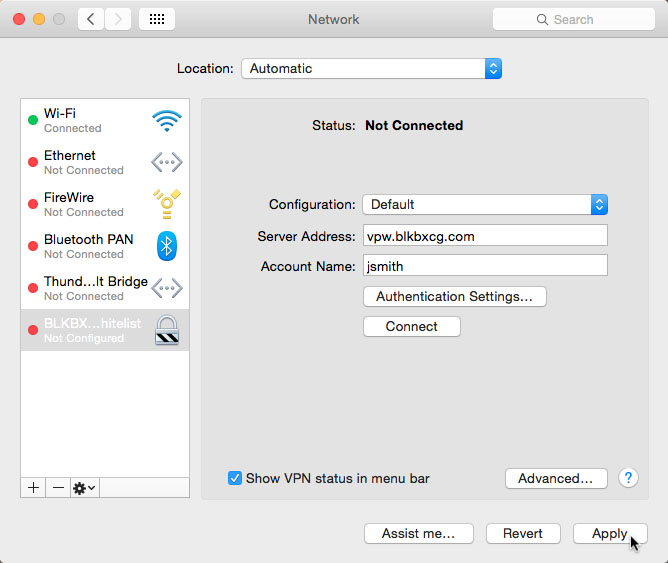 Network
Search
Location: Automatic
Wi-Fi
Connected
Ethernet
Not Connected
FireWire
Not Connected
Bluetooth PAN
Not Connected
Thund...lt Bridge
Not Connected
BLKBX...hitelist
Not Configured
Status: Not Connected
Configuration: Default
Server Address: vpw.blkbxcg.com
Account Name: jsmith
Authentication Settings...
Connect
Show VPN status in menu bar
Advanced...
?
Assist me...
Revert
Apply